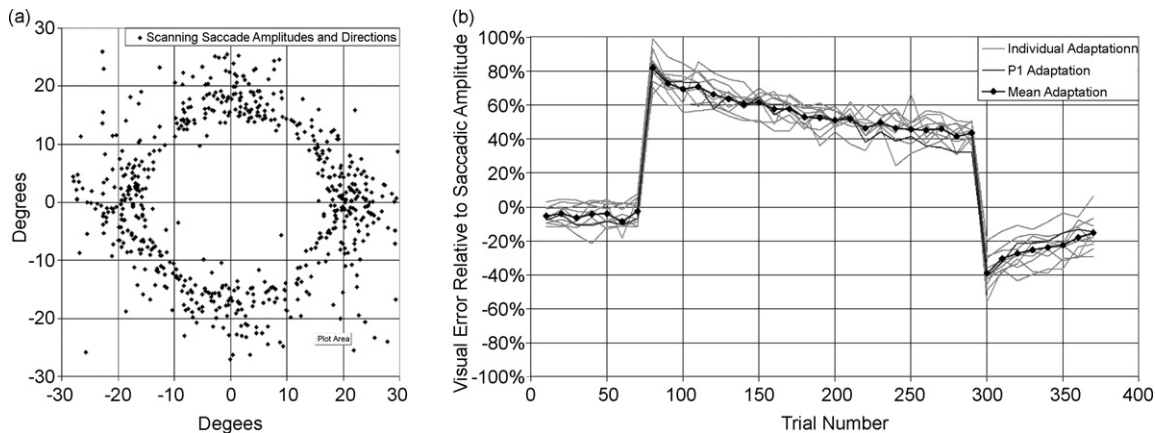 (a)
Scanning Saccade Amplitudes and Directions
30
20
10
0
-10
-20
-30
Degrees
Plot Area
-30 -20 -10 0 -10 20 30
Degees
(b)
Individual Adaptationn
P1 Adaptation
Mean Adaptation
100%
80%
60%
40%
20%
0%
-20%
-40%
-60%
-80%
-100%
Visual Error Relative to Saccadic Amplitude
0 50 100 150 200 250 300 350 400
Trial Number